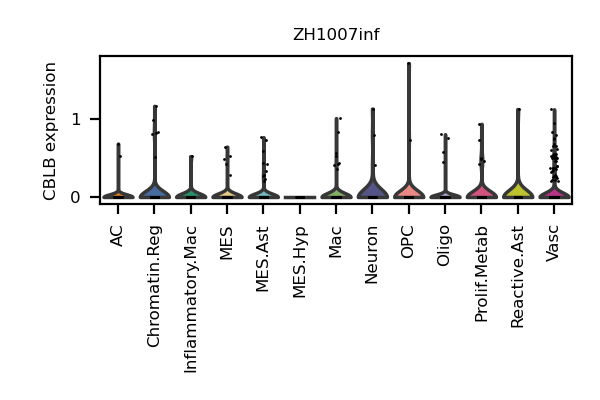 ZH1007inf
CBLB expression
1
0
AC
Chromatin.Reg
Inflammatory.Mac
MES
MES.Ast
MES.Hyp
Mac
Neuron
OPC
Oligo
Prolif.Metab
Reactive.Ast
Vasc